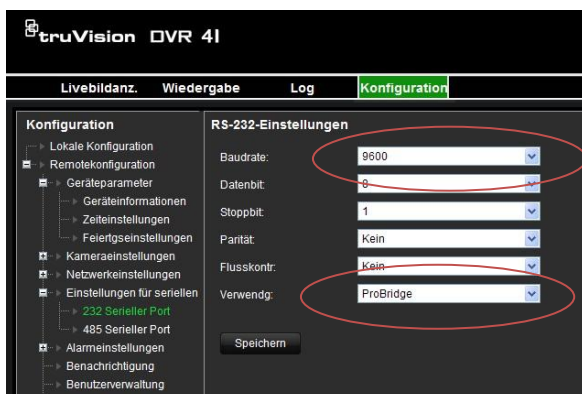 truVision DVR 41
Livebildanz. Wiedergabe Log Konfiguration
Konfiguration
Lokale Konfiguration
Remotekonfiguration
Geräteparameter
Geräteinformationen
Zeiteinstellungen
Feiertgseinstellungen
Kameraeinstellungen
Netzwerkeinstellungen
Einstellungen für seriellen
232 Serieller Port
485 Serieller Port
Alarmeinstellungen
Benachrichtigung
Benutzerverwaltung
RS-232-Einstellungen
Baudrate: 9600
Datenbit: 8
Stoppbit: 1
Parität: Kein
Flusskontr: Kein
Verwendg: ProBridge
Speichern